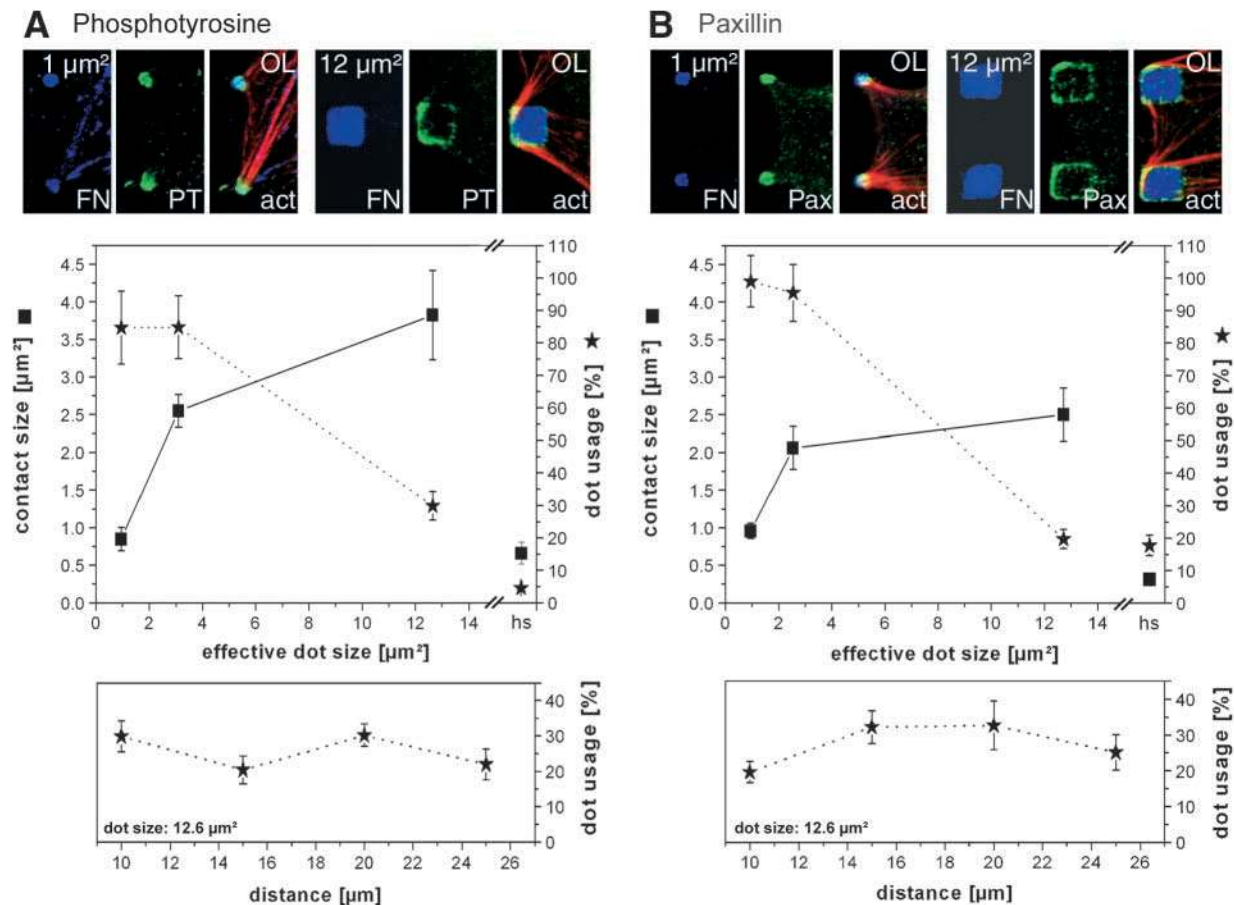 A Phosphotyrosine
1 µm² OL 12 µm² OL
FN PT act FN PT act
contact size [µm²]
4.5
4.0
3.5
3.0
2.5
2.0
1.5
1.0
0.5
0.0
110
100
90
80
70
60
50
40
30
20
10
0
dot usage [%]
0 2 4 6 8 10 12 14 hs
effective dot size [µm²]
40
30
20
10
0
dot usage [%]
dot size: 12.6 µm²
10 12 14 16 18 20 22 24 26
distance [µm]
B Paxillin
1 µm² OL 12 µm² OL
FN Pax act FN Pax act
contact size [µm²]
4.5
4.0
3.5
3.0
2.5
2.0
1.5
1.0
0.5
0.0
110
100
90
80
70
60
50
40
30
20
10
0
dot usage [%]
0 2 4 6 8 10 12 14 hs
effective dot size [µm²]
40
30
20
10
0
dot usage [%]
dot size: 12.6 µm²
10 12 14 16 18 20 22 24 26
distance [µm]